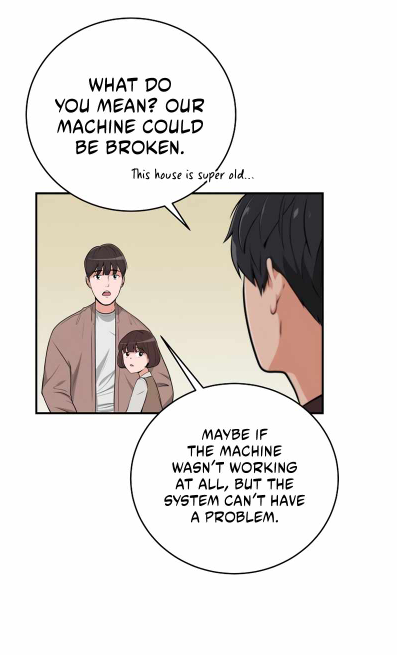 WHAT DO
YOU MEAN? OUR
MACHINE COULD
BE BROKEN.
This house is super old...
MAYBE IF
THE MACHINE
WASN'T WORKING
AT ALL, BUT THE
SYSTEM CAN'T HAVE
A PROBLEM.